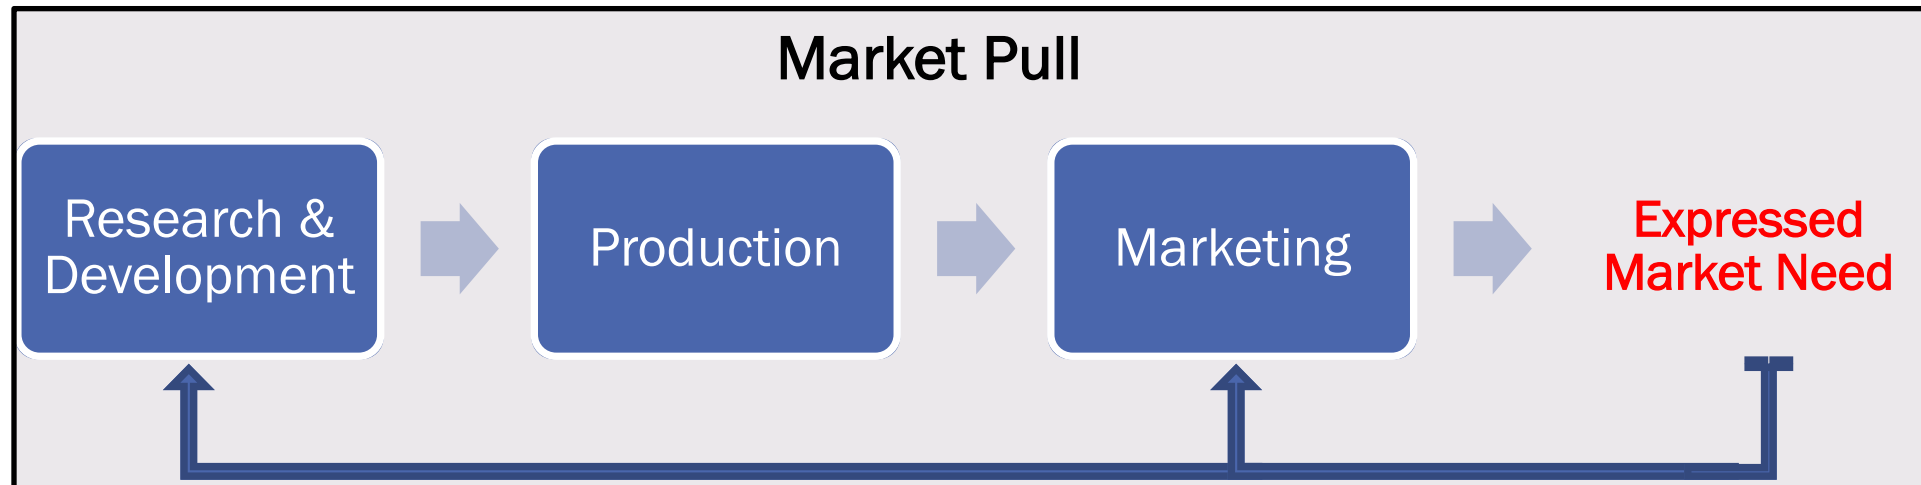 Market Pull
Research &
Development
Production
Marketing
Expressed
Market Need